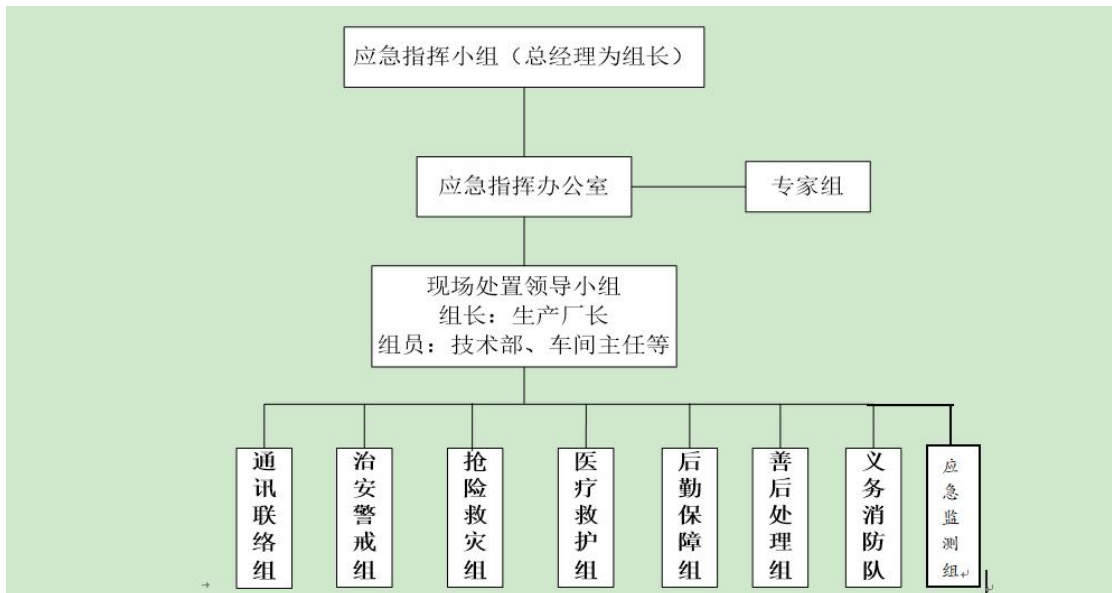 应急指挥小组（总经理为组长）
应急指挥办公室
专家组
现场处置领导小组
组长：生产厂长
组员：技术部、车间主任等
通讯联络组
治安警戒组
抢险救灾组
医疗救护组
后勤保障组
善后处理组
义务消防队
应急监测组